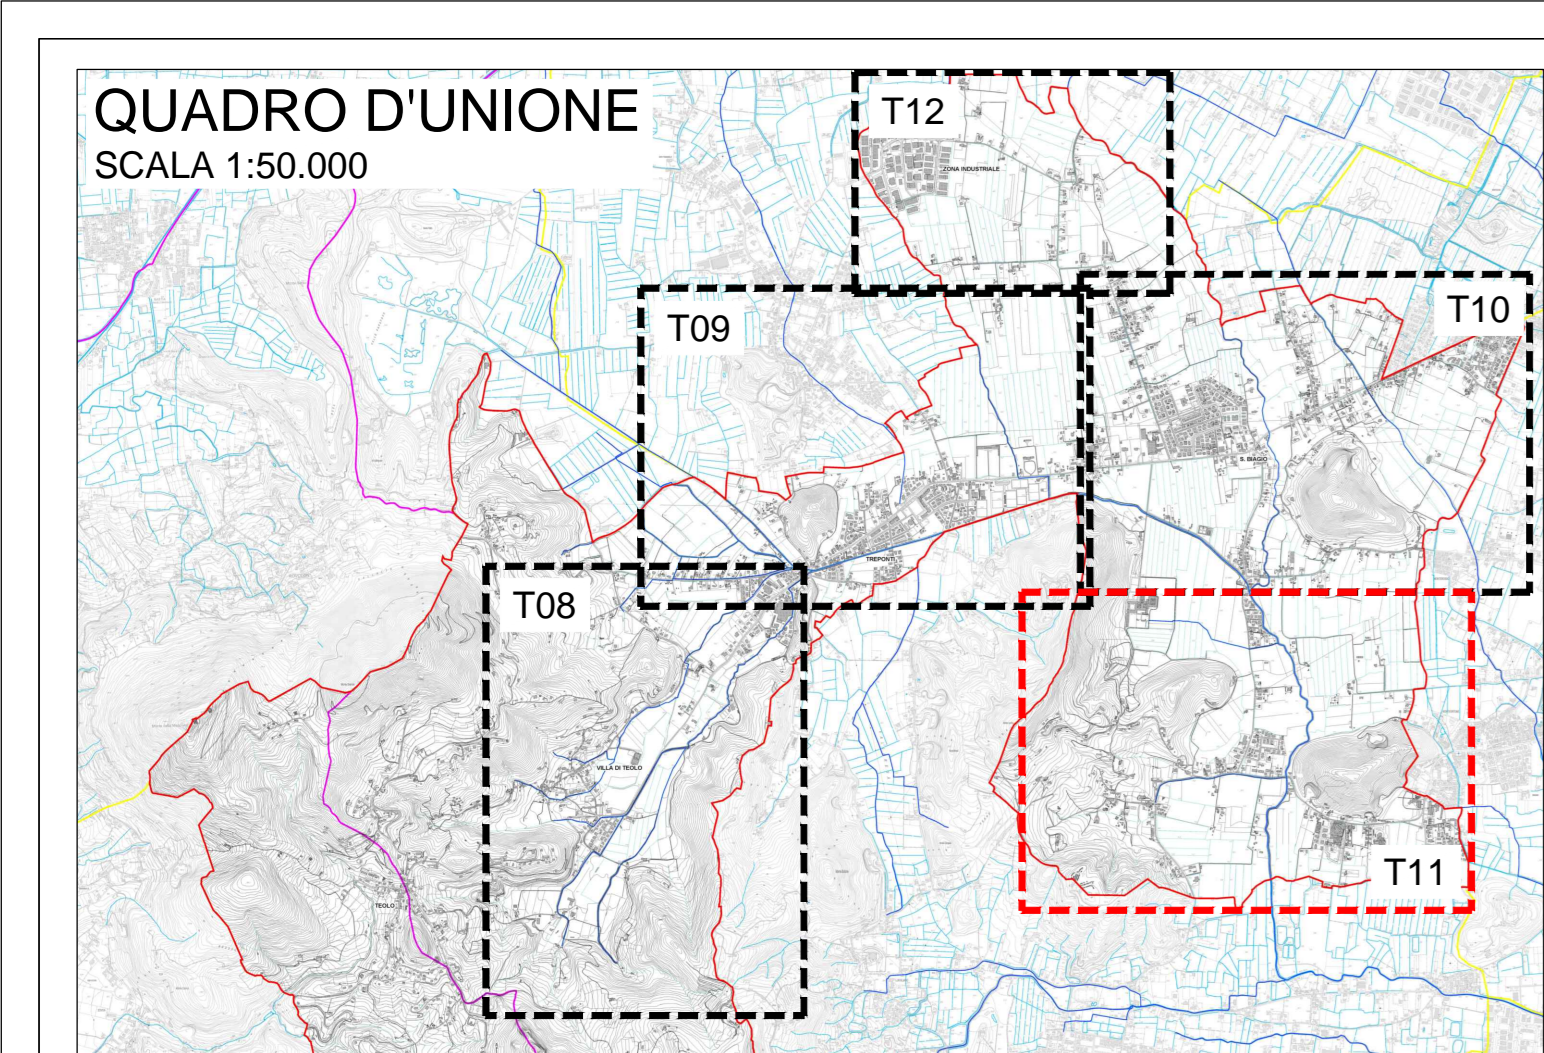 QUADRO D'UNIONE
SCALA 1:50.000
T12
ZONA INDUSTRIALE
T09
T10
S. BIAGIO
TREPONTI
T08
VILLA DI TEOLO
T11
TEOLO